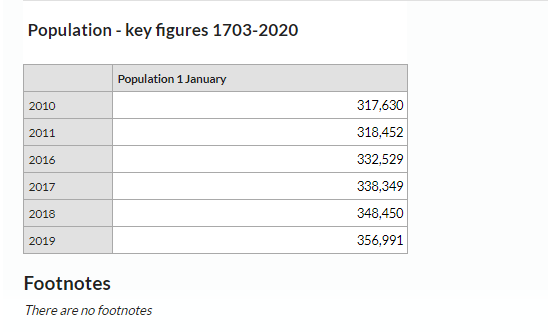 Population - key figures 1703-2020
Population 1 January
2010 317,630
2011 318,452
2016 332,529
2017 338,349
2018 348,450
2019 356,991
Footnotes
There are no footnotes